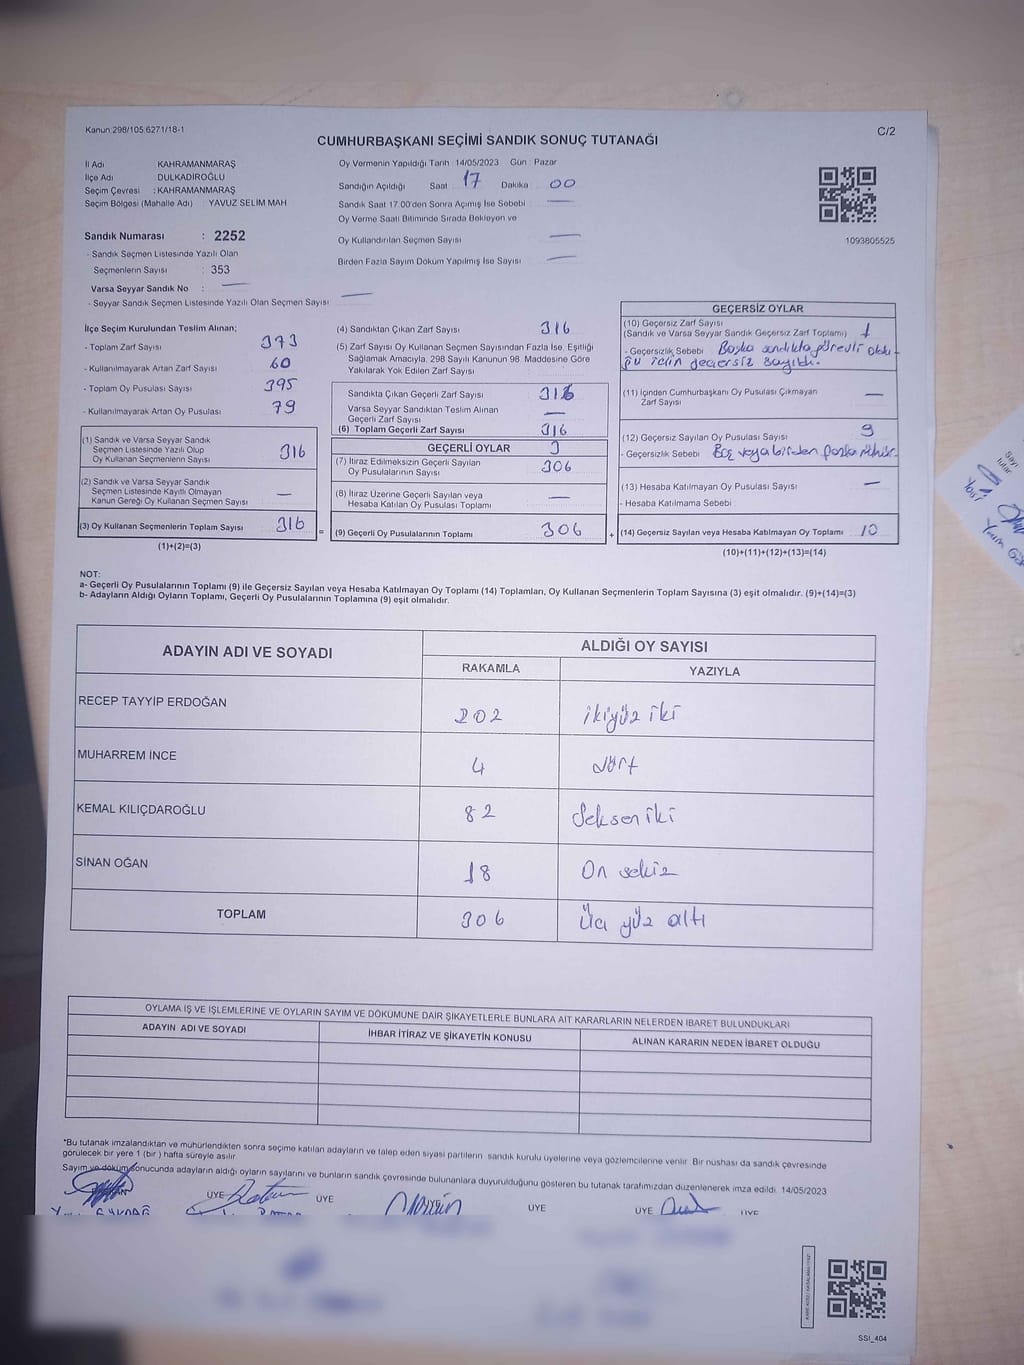 Kanun:298/105.6271/18-1
C/2
CUMHURBAŞKANI SEÇİMİ SANDIK SONUÇ TUTANAĞI
İl Adı KAHRAMANMARAŞ
İlçe Adı DULKADİROĞLU
Seçim Çevresi : KAHRAMANMARAŞ
Seçim Bölgesi (Mahalle Adı) YAVUZ SELİM MAH
Sandık Numarası : 2252
- Sandık Seçmen Listesinde Yazılı Olan
Seçmenlerin Sayısı : 353
Varsa Seyyar Sandık No :
- Seyyar Sandık Seçmen Listesinde Yazılı Olan Seçmen Sayısı
Oy Vermenin Yapıldığı Tarih 14/05/2023 Gün : Pazar
Sandığın Açıldığı Saat 17 Dakika 00
Sandık Saat 17.00'den Sonra Açılmış İse Sebebi
Oy Verme Saati Bitiminde Sırada Bekleyen ve
Oy Kullandırılan Seçmen Sayısı
Birden Fazla Sayım Döküm Yapılmış İse Sayısı
1093805525
İlçe Seçim Kurulundan Teslim Alınan;
- Toplam Zarf Sayısı 373
- Kullanılmayarak Artan Zarf Sayısı 60
- Toplam Oy Pusulası Sayısı 395
- Kullanılmayarak Artan Oy Pusulası 79
(1) Sandık ve Varsa Seyyar Sandık
Seçmen Listesinde Yazılı Olup
Oy Kullanan Seçmenlerin Sayısı 316
(2) Sandık ve Varsa Seyyar Sandık
Seçmen Listesinde Kayıtlı Olmayan
Kanun Gereği Oy Kullanan Seçmen Sayısı —
(3) Oy Kullanan Seçmenlerin Toplam Sayısı 316
(1)+(2)=(3)
=
(4) Sandıktan Çıkan Zarf Sayısı 316
(5) Zarf Sayısı Oy Kullanan Seçmen Sayısından Fazla İse, Eşitliği
Sağlamak Amacıyla, 298 Sayılı Kanunun 98. Maddesine Göre
Yakılarak Yok Edilen Zarf Sayısı
Sandıkta Çıkan Geçerli Zarf Sayısı 316
Varsa Seyyar Sandıktan Teslim Alınan
Geçerli Zarf Sayısı —
(6) Toplam Geçerli Zarf Sayısı 316
GEÇERLİ OYLAR
(7) İtiraz Edilmeksizin Geçerli Sayılan
Oy Pusulasının Sayısı 306
(8) İtiraz Üzerine Geçerli Sayılan veya
Hesaba Katılan Oy Pusulası Toplamı —
(9) Geçerli Oy Pusulalarının Toplamı 306
+
GEÇERSİZ OYLAR
(10) Geçersiz Zarf Sayısı
(Sandık ve Varsa Seyyar Sandık Geçersiz Zarf Toplamı) 1
- Geçersizlik Sebebi Başka sandıkta görevli oldu-
ğu için geçersiz sayıldı.
(11) İçinden Cumhurbaşkanı Oy Pusulası Çıkmayan
Zarf Sayısı —
(12) Geçersiz Sayılan Oy Pusulası Sayısı 9
- Geçersizlik Sebebi Boş veya birden fazla mühür.
(13) Hesaba Katılmayan Oy Pusulası Sayısı —
- Hesaba Katılmama Sebebi
(14) Geçersiz Sayılan veya Hesaba Katılmayan Oy Toplamı 10
(10)+(11)+(12)+(13)=(14)
NOT:
a- Geçerli Oy Pusulalarının Toplamı (9) ile Geçersiz Sayılan veya Hesaba Katılmayan Oy Toplamı (14) Toplamları, Oy Kullanan Seçmenlerin Toplam Sayısına (3) eşit olmalıdır. (9)+(14)=(3)
b- Adayların Aldığı Oyların Toplamı, Geçerli Oy Pusulalarının Toplamına (9) eşit olmalıdır.
ADAYIN ADI VE SOYADI ALDIĞI OY SAYISI
RAKAMLA YAZIYLA
RECEP TAYYİP ERDOĞAN 202 ikiyüz iki
MUHARREM İNCE 4 dört
KEMAL KILIÇDAROĞLU 82 Seksen iki
SİNAN OĞAN 18 On sekiz
TOPLAM 306 Üç yüz altı
OYLAMA İŞ VE İŞLEMLERİNE VE OYLARIN SAYIM VE DÖKÜMÜNE DAİR ŞİKAYETLERLE BUNLARA AİT KARARLARIN NELERDEN İBARET BULUNDUKLARI
ADAYIN ADI VE SOYADI İHBAR İTİRAZ VE ŞİKAYETİN KONUSU ALINAN KARARIN NEDEN İBARET OLDUĞU
*Bu tutanak imzalandıktan ve mühürlendikten sonra seçime katılan adayların ve talep eden siyasi partilerin sandık kurulu üyelerine veya gözlemcilerine verilir. Bir nüshası da sandık çevresinde
görülecek bir yere 1 (bir) hafta süreyle asılır.
Sayım ve döküm sonucunda adayların aldığı oyların sayılarını ve bunların sandık çevresinde bulunanlara duyurulduğunu gösteren bu tutanak tarafımızdan düzenlenerek imza edildi. 14/05/2023
ÜYE ÜYE ÜYE ÜYE ÜYE
SSI_404